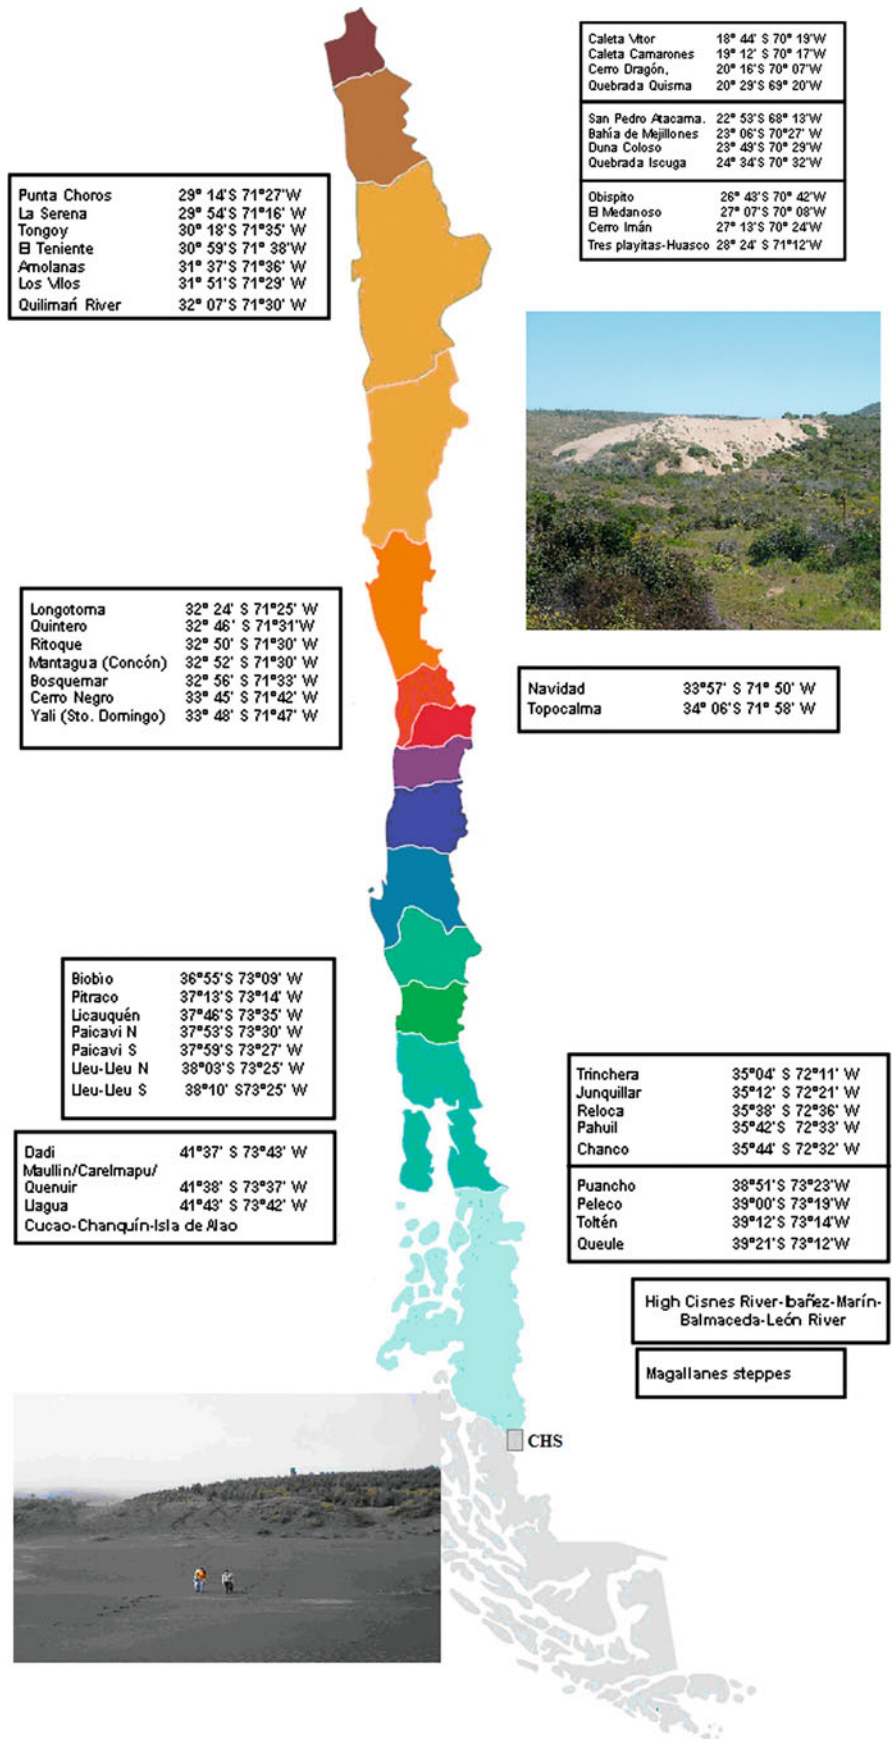 Caleta Vitor 18° 44' S 70° 19'W
Caleta Camarones 19° 12' S 70° 17'W
Cerro Dragón, 20° 16'S 70° 07'W
Quebrada Quisma 20° 29'S 69° 20'W
San Pedro Atacama. 22° 53'S 68° 13'W
Bahía de Mejillones 23° 06'S 70°27' W
Duna Coloso 23° 49'S 70° 29'W
Quebrada Iscuga 24° 34'S 70° 32'W
Obispito 26° 43'S 70° 42'W
El Medanoso 27° 07'S 70° 08'W
Cerro Imán 27° 13'S 70° 24'W
Tres playitas-Huasco 28° 24' S 71°12'W
Punta Choros 29° 14'S 71°27'W
La Serena 29° 54'S 71°16' W
Tongoy 30° 18'S 71°35' W
El Teniente 30° 59'S 71° 38'W
Amolanas 31° 37'S 71°36' W
Los Vilos 31° 51'S 71°29' W
Quilimarí River 32° 07'S 71°30' W
Longotoma 32° 24' S 71°25' W
Quintero 32° 46' S 71°31'W
Ritoque 32° 50' S 71°30' W
Mantagua (Concón) 32° 52' S 71°30' W
Bosquemar 32° 56' S 71°33' W
Cerro Negro 33° 45' S 71°42' W
Yali (Sto. Domingo) 33° 48' S 71°47' W
Navidad 33°57' S 71° 50' W
Topocalma 34° 06'S 71° 58' W
Biobío 36°55'S 73°09' W
Pitraco 37°13'S 73°14' W
Licauquén 37°46'S 73°35' W
Paicavi N 37°53'S 73°30' W
Paicavi S 37°59'S 73°27' W
Lleu-Lleu N 38°03'S 73°25' W
Lleu-Lleu S 38°10' S73°25' W
Trinchera 35°04' S 72°11' W
Junquillar 35°12' S 72°21' W
Reloca 35°38' S 72°36' W
Pahuil 35°42'S 72°33' W
Chanco 35°44' S 72°32' W
Puancho 38°51'S 73°23'W
Peleco 39°00'S 73°19'W
Toltén 39°12'S 73°14'W
Queule 39°21'S 73°12'W
Dadi 41°37' S 73°43' W
Maullin/Carelmapu/
Quenuir 41°38' S 73°37' W
Llagua 41°43' S 73°42' W
Cucao-Chanquín-Isla de Alao
High Cisnes River-Ibañez-Marín-
Balmaceda-León River
Magallanes steppes
CHS